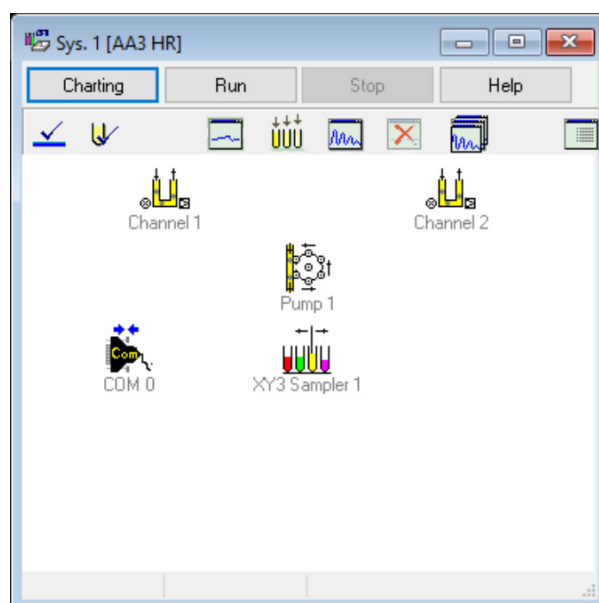 Sys. 1 [AA3 HR]
Charting Run Stop Help
Channel 1 Channel 2
Pump 1
Com
COM 0 XY3 Sampler 1